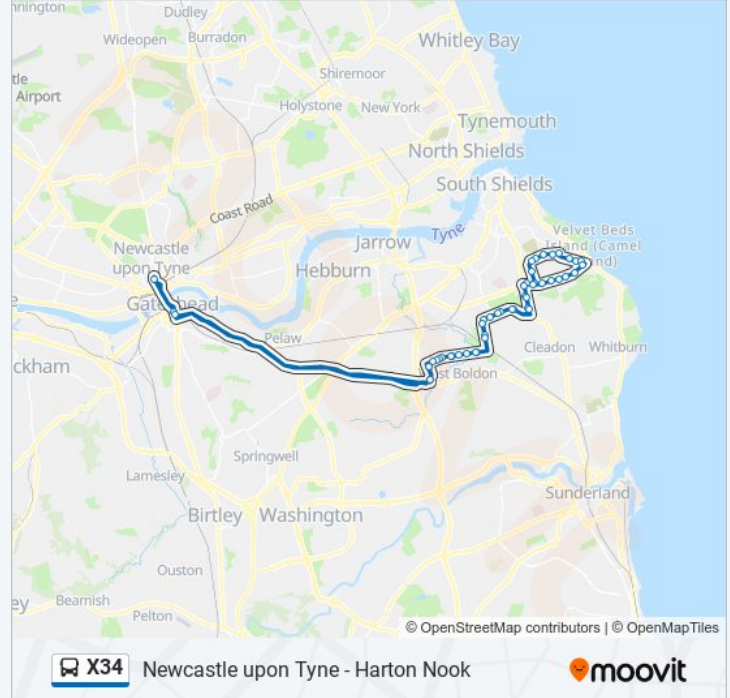 nnington
Dudley
Wideopen
Burradon
Whitley Bay
tle
Airport
Shiremoor
Holystone
New York
Tynemouth
North Shields
South Shields
Coast Road
Velvet Beds
Island (Camel
nd)
Tyne
Jarrow
Newcastle
upon Tyne
Hebburn
Gateshead
Pelaw
ckham
Cleadon
Whitburn
st Boldon
Springwell
Lamesley
Sunderland
Birtley
Washington
Ouston
ey
Beamish
Pelton
© OpenStreetMap contributors | © OpenMapTiles
X34
Newcastle upon Tyne - Harton Nook
moovit